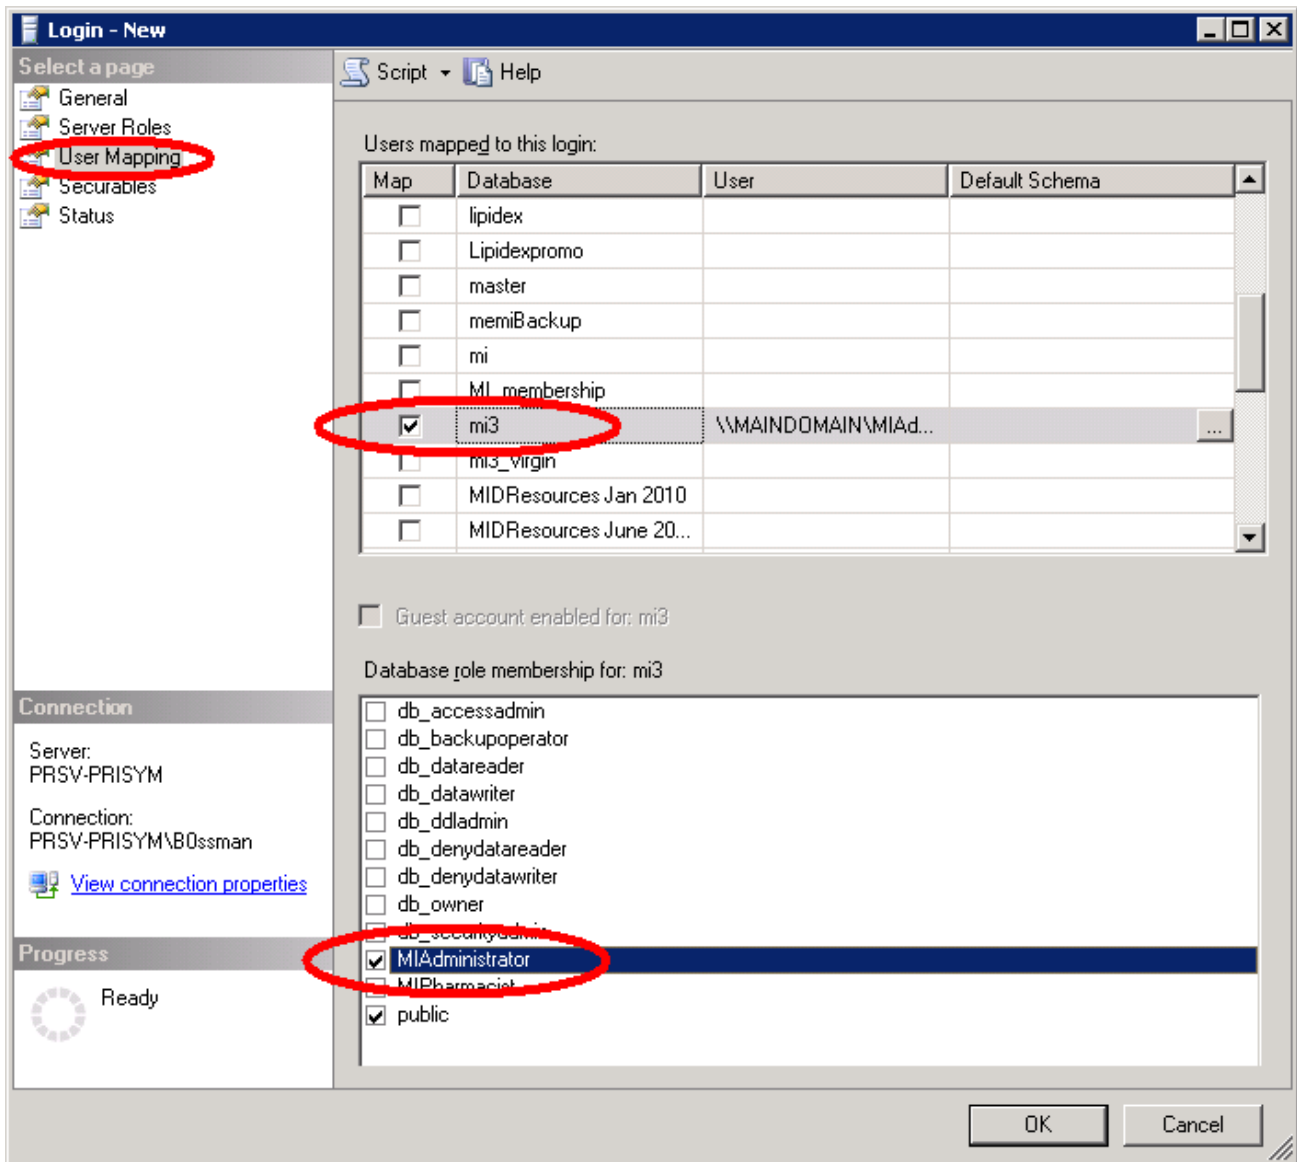 Login - New
Select a page
General
Server Roles
User Mapping
Securables
Status
Script Help
Users mapped to this login:
Map Database User Default Schema
lipidex
Lipidexpromo
master
memiBackup
mi
MI_membership
mi3 \\MAINDOMAIN\MIAd... ...
mi3_virgin
MIDResources Jan 2010
MIDResources June 20...
Guest account enabled for: mi3
Database role membership for: mi3
db_accessadmin
db_backupoperator
db_datareader
db_datawriter
db_ddladmin
db_denydatareader
db_denydatawriter
db_owner
db_securityadmin
MIAdministrator
MIPharmacist
public
Connection
Server:
PRSV-PRISYM
Connection:
PRSV-PRISYM\B0ssman
View connection properties
Progress
Ready
OK Cancel